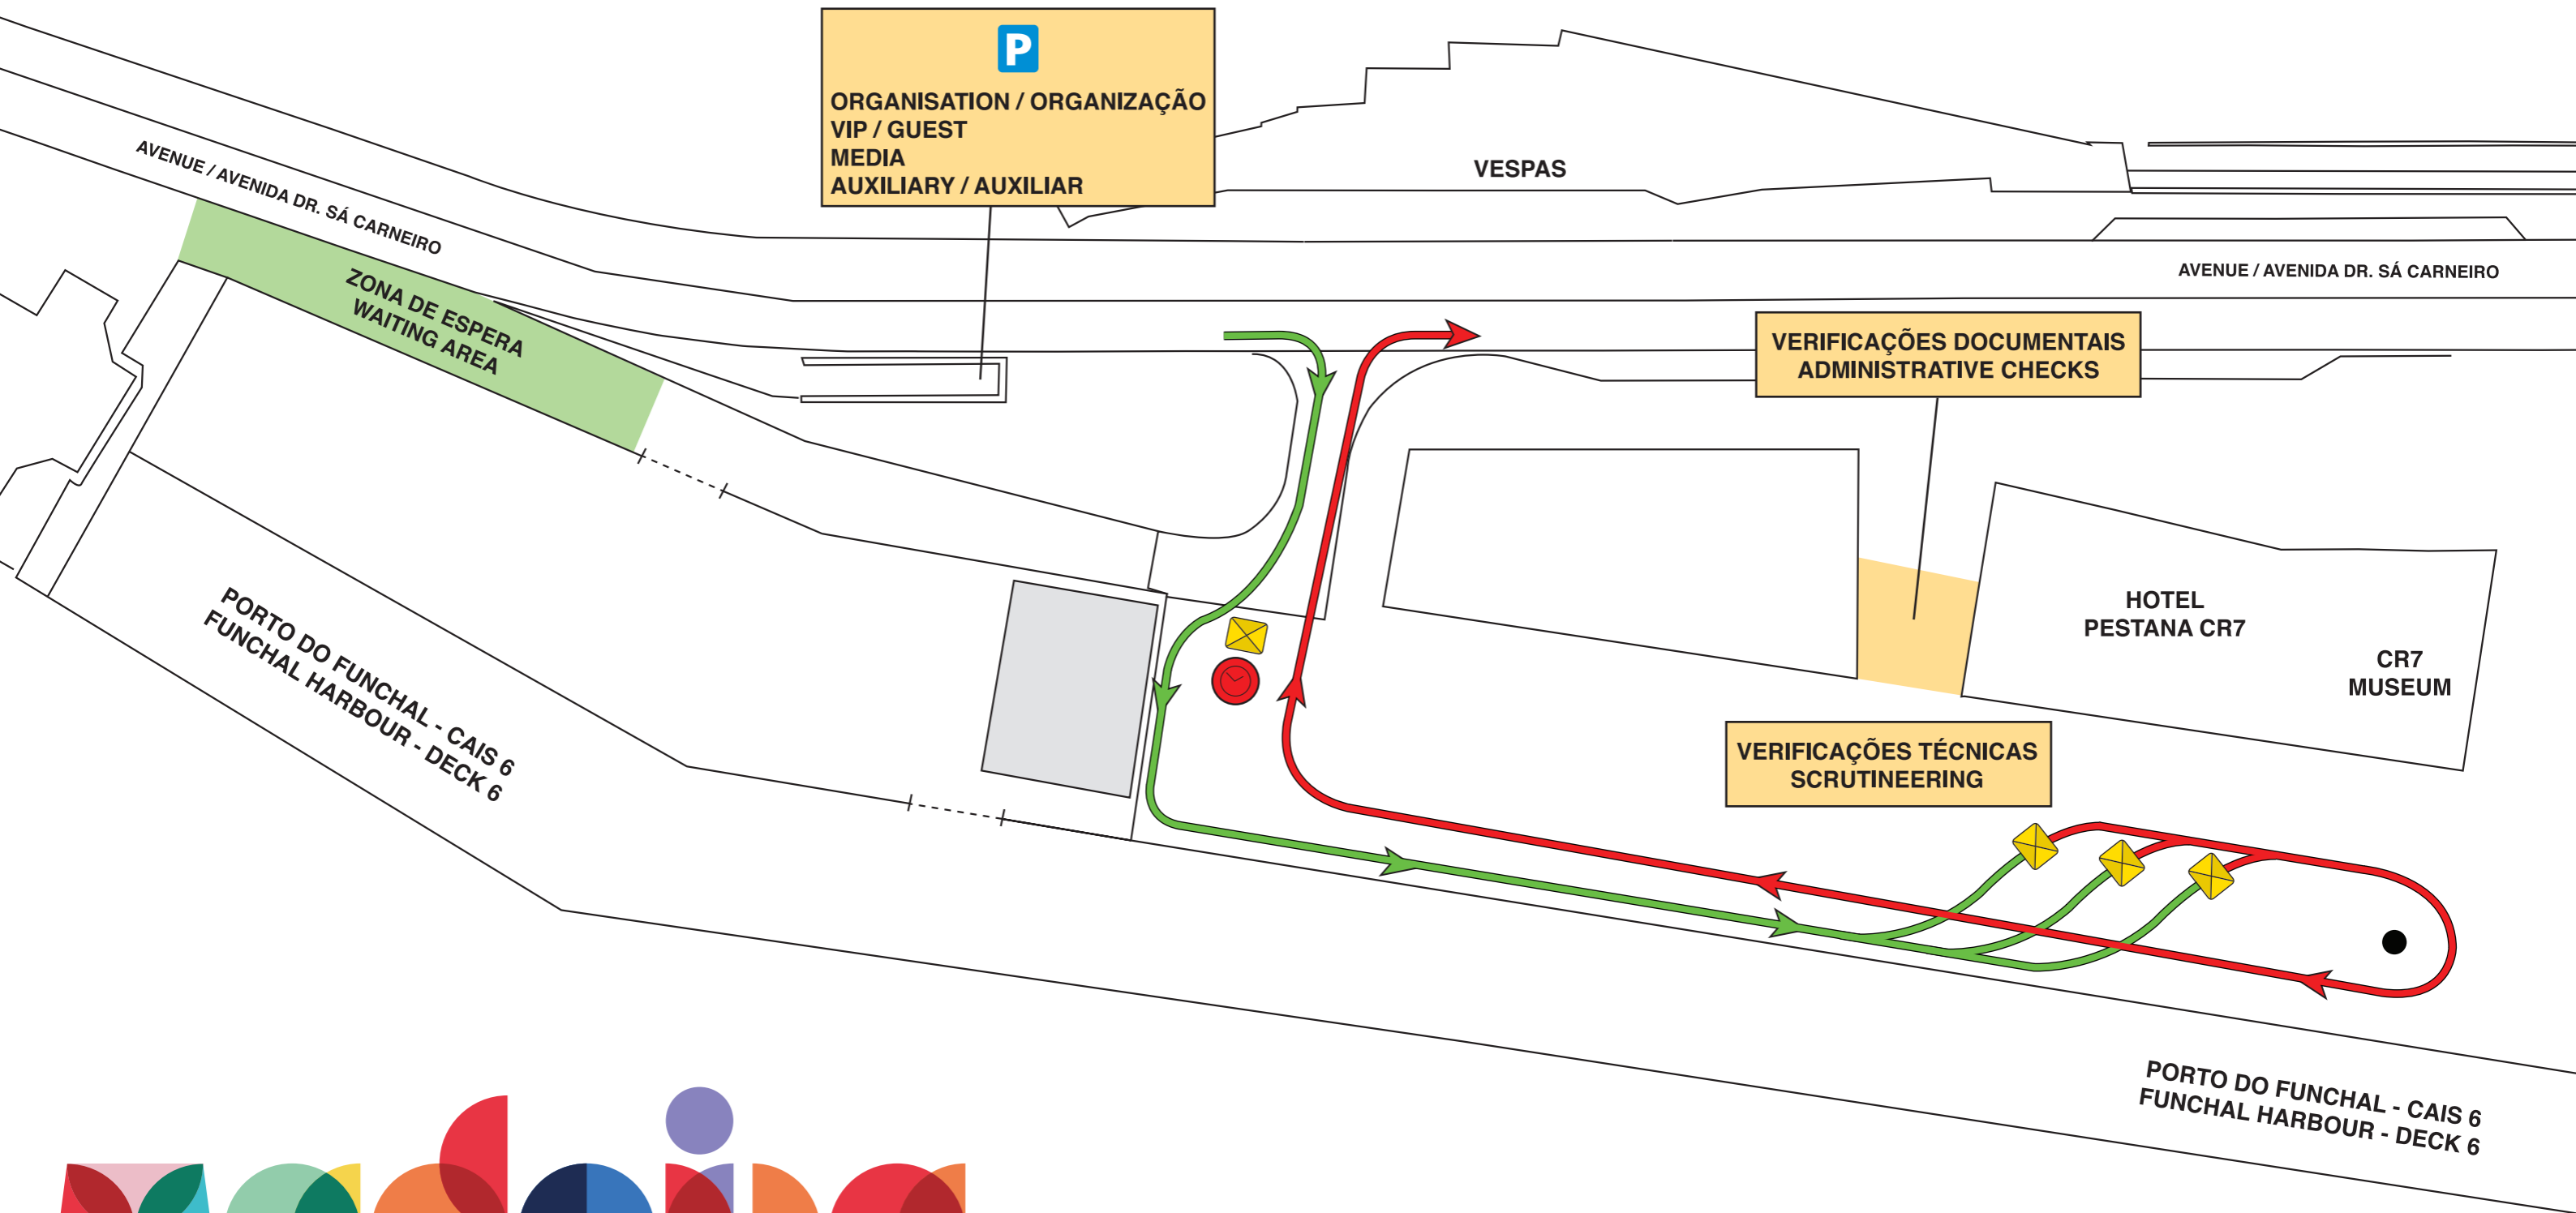 P
ORGANISATION / ORGANIZAÇÃO
VIP / GUEST
MEDIA
AUXILIARY / AUXILIAR
VESPAS
AVENUE / AVENIDA DR. SÁ CARNEIRO
AVENUE / AVENIDA DR. SÁ CARNEIRO
ZONA DE ESPERA
WAITING AREA
VERIFICAÇÕES DOCUMENTAIS
ADMINISTRATIVE CHECKS
HOTEL
PESTANA CR7
CR7
MUSEUM
PORTO DO FUNCHAL - CAIS 6
FUNCHAL HARBOUR - DECK 6
VERIFICAÇÕES TÉCNICAS
SCRUTINEERING
PORTO DO FUNCHAL - CAIS 6
FUNCHAL HARBOUR - DECK 6